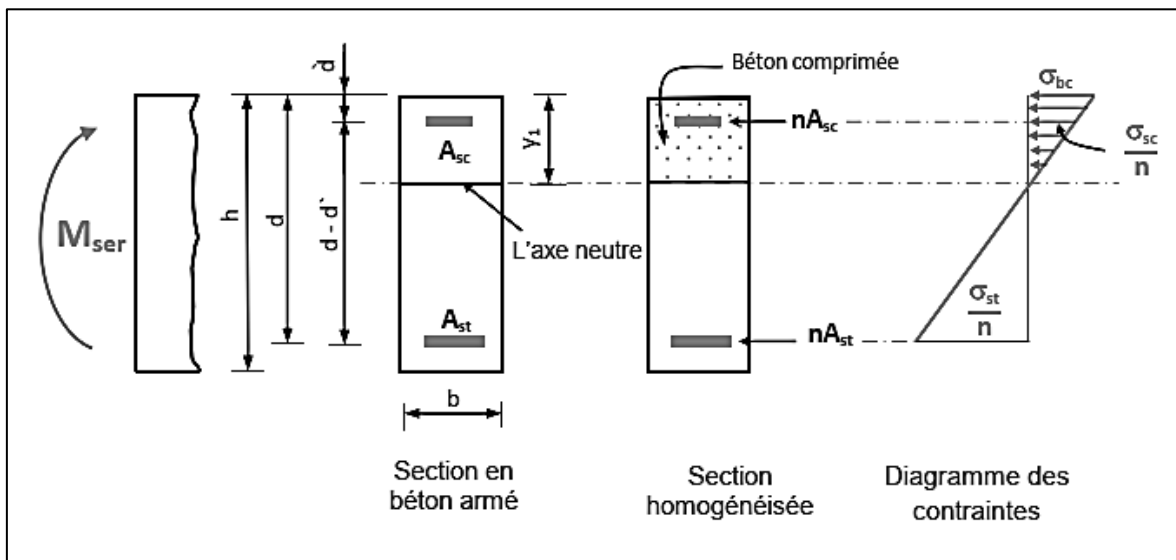 d`
Béton comprimée
σbc
Asc
y₁
nAsc
σsc
n
Mser
h
d
d - d`
L'axe neutre
Ast
nAst
σst
n
b
Section en
béton armé
Section
homogénéisée
Diagramme des
contraintes